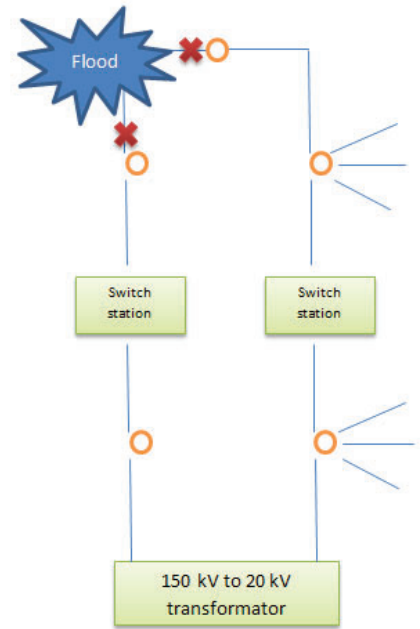 Flood
Switch
station
Switch
station
150 kV to 20 kV
transformator